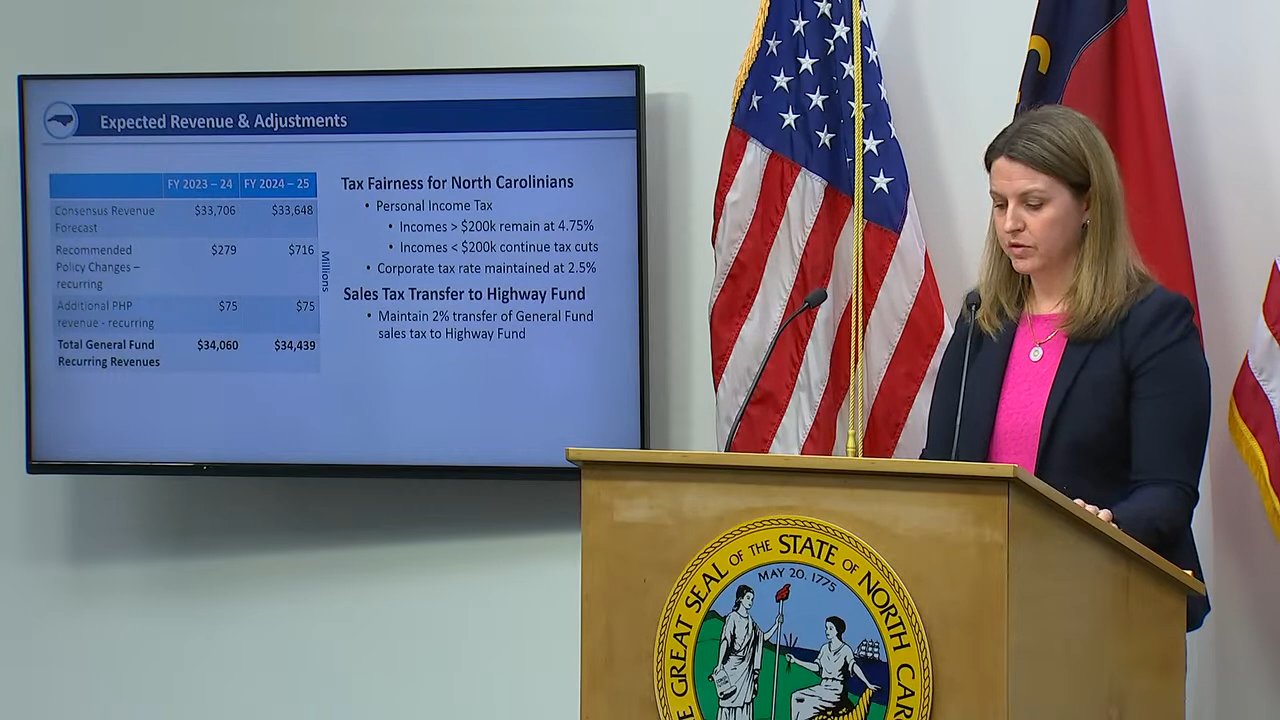 Expected Revenue & Adjustments
FY 2023 – 24 FY 2024 – 25
Consensus Revenue $33,706 $33,648
Forecast
Recommended $279 $716
Policy Changes –
recurring
Additional PHP $75 $75
revenue - recurring
Total General Fund $34,060 $34,439
Recurring Revenues
Millions
Tax Fairness for North Carolinians
• Personal Income Tax
• Incomes > $200k remain at 4.75%
• Incomes < $200k continue tax cuts
• Corporate tax rate maintained at 2.5%
Sales Tax Transfer to Highway Fund
• Maintain 2% transfer of General Fund
sales tax to Highway Fund
GREAT SEAL OF THE STATE OF NORTH CAR
MAY 20, 1775